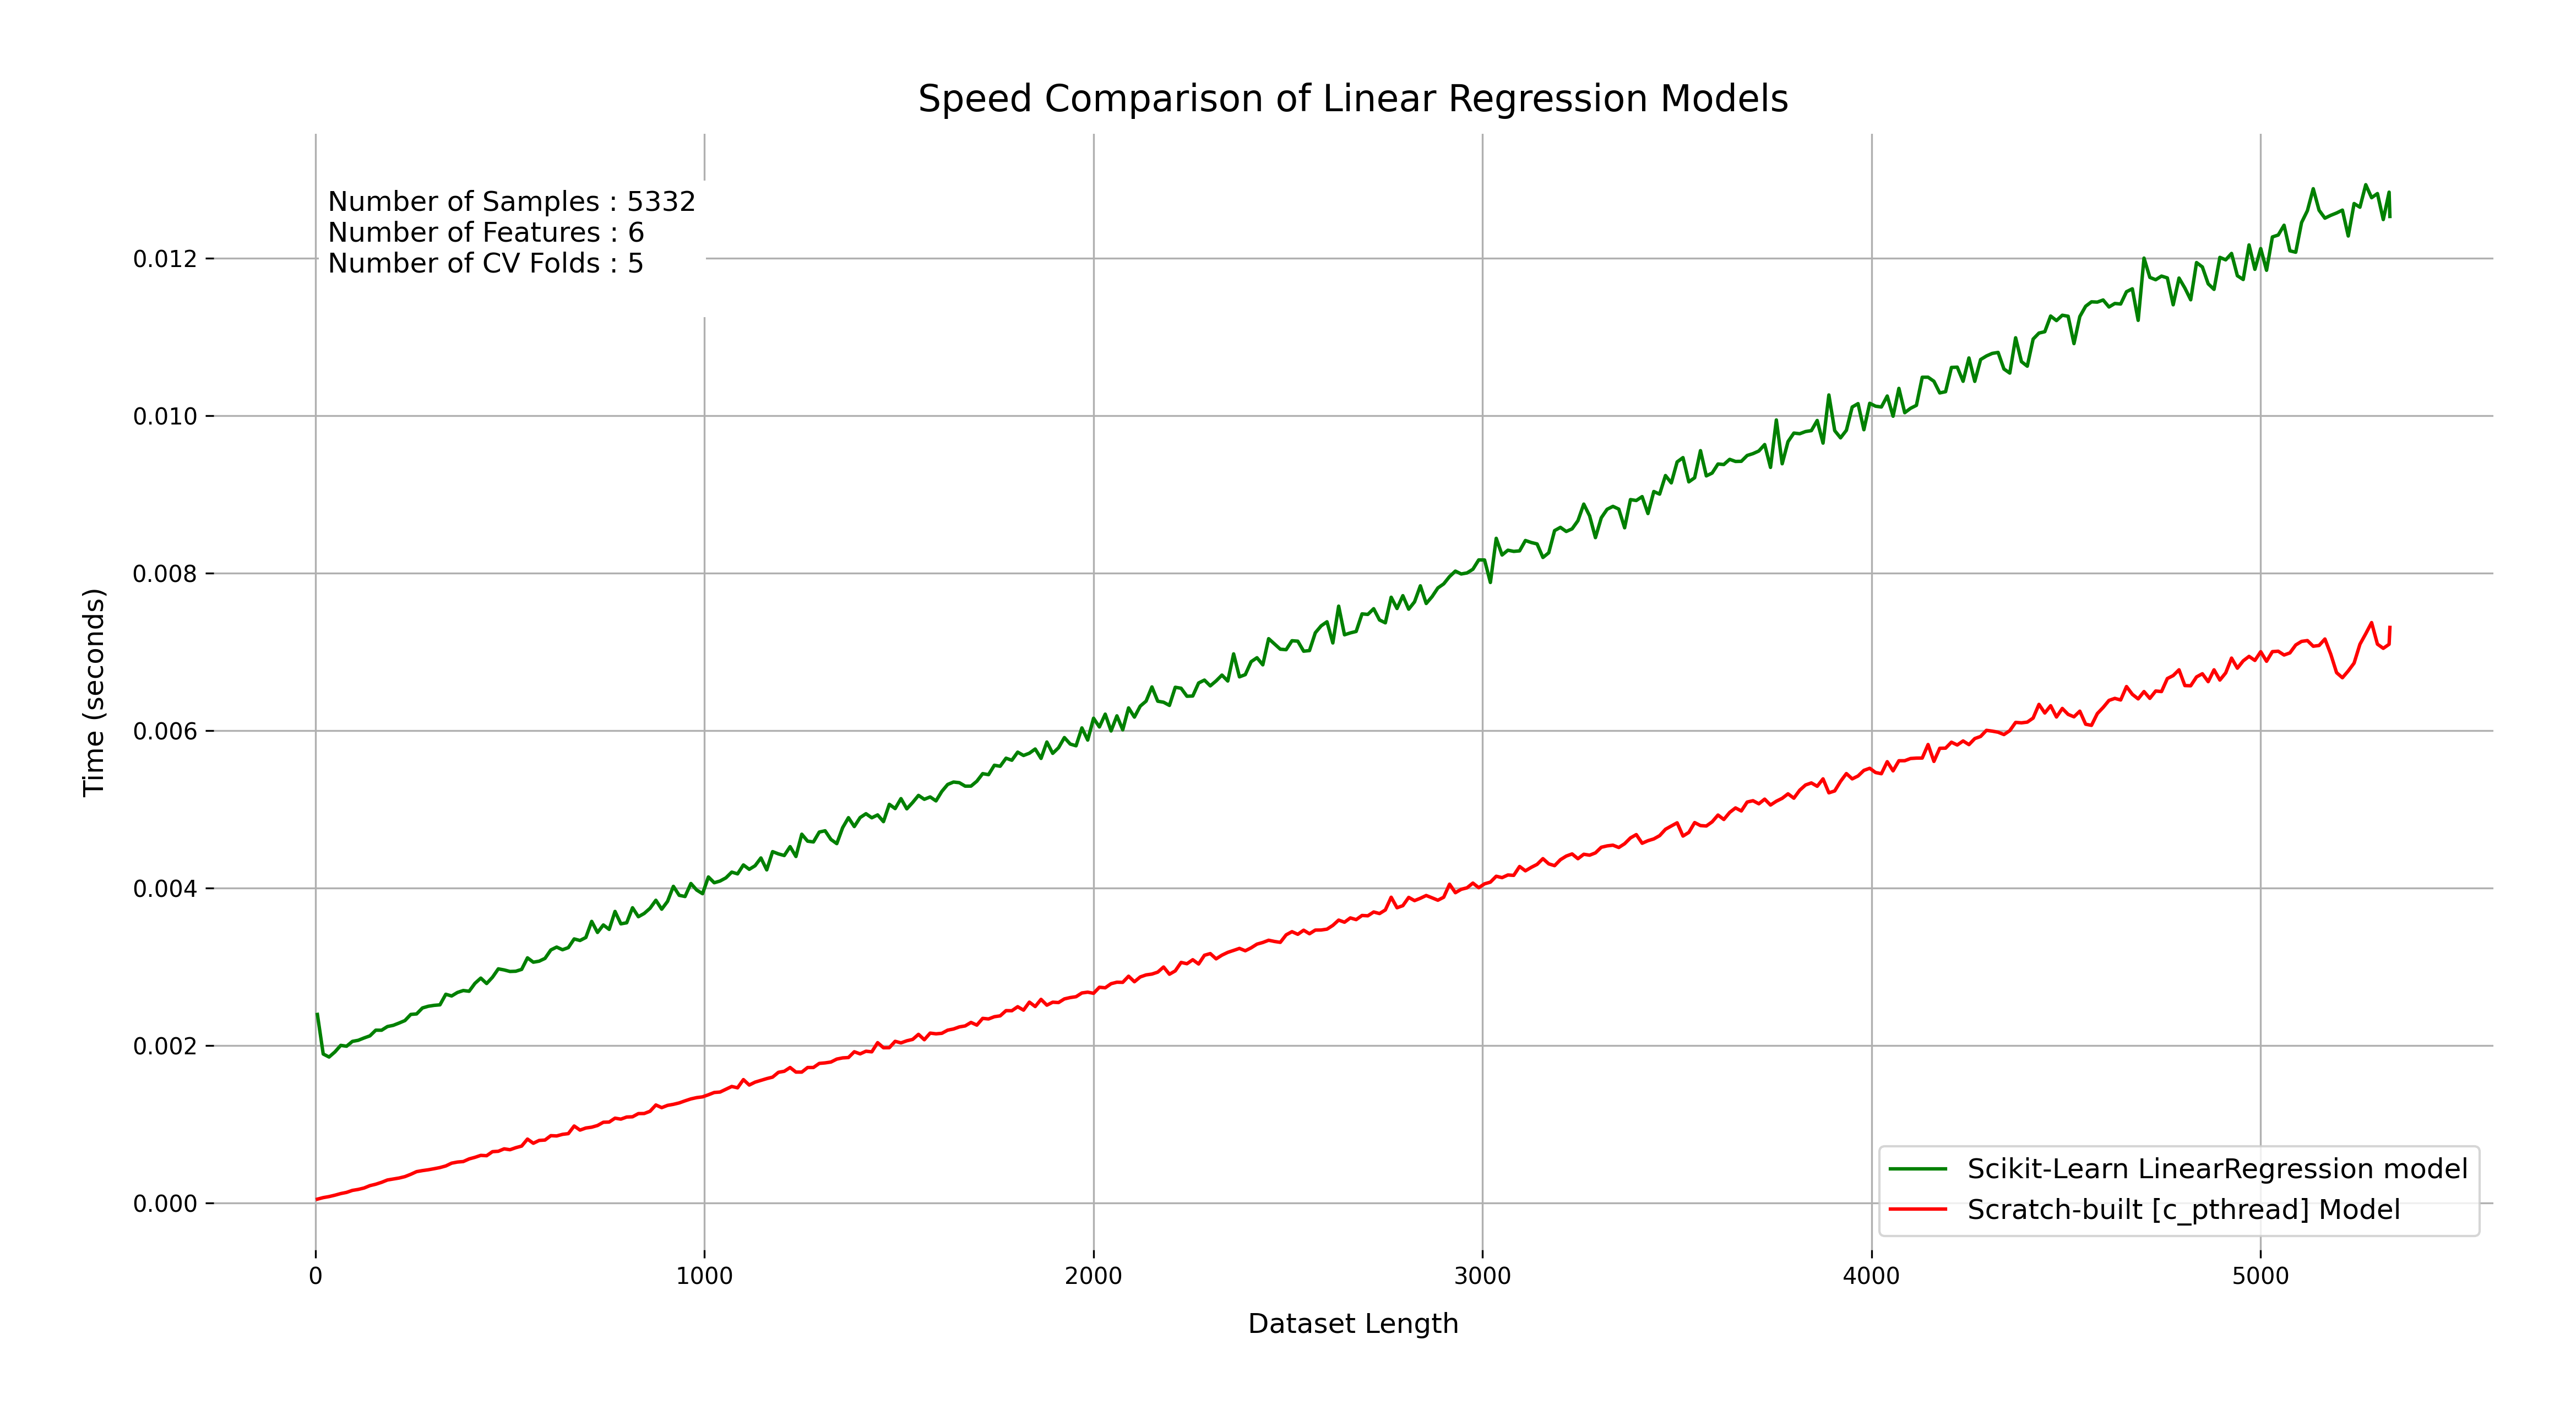 Speed Comparison of Linear Regression Models
Number of Samples : 5332
Number of Features : 6
Number of CV Folds : 5
0.012
0.010
0.008
0.006
0.004
0.002
0.000
Time (seconds)
Scikit-Learn LinearRegression model
Scratch-built [c_pthread] Model
0 1000 2000 3000 4000 5000
Dataset Length